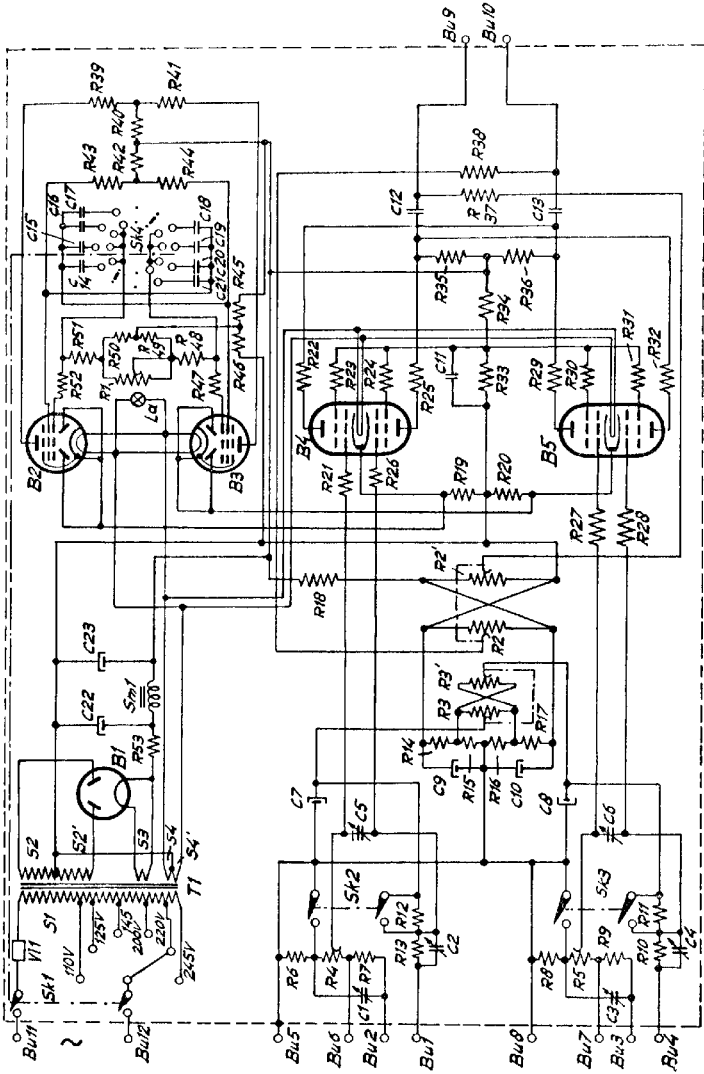 Bu9
Bu10
R39
R41
R40
R42
R43
R44
R38
C16
C17
C15
C14
Sk4
C18
C19
C20
C21
R45
C12
R37
C13
R35
R36
R34
R51
R52
R50
R49
R48
R1
R47
R46
La
B2
B3
R22
R23
R24
R25
C11
R33
R29
R30
R31
R32
B4
B5
R21
R26
R19
R20
R27
R28
R18
R2'
R2
C23
C22
Sm1
R53
B1
R3'
R3
R14
R15
R16
R17
C9
C10
C7
C8
S2
S2'
S3
S4
S4'
T1
S1
Vi1
110V
125V
145
200V
220V
245V
Sk1
C5
Sk2
R12
R13
C2
C6
Sk3
R11
R10
C4
R6
R4
R7
C1
R8
R5
R9
C3
Bu11
~
Bu12
Bu5
Bu6
Bu2
Bu1
Bu8
Bu7
Bu3
Bu4